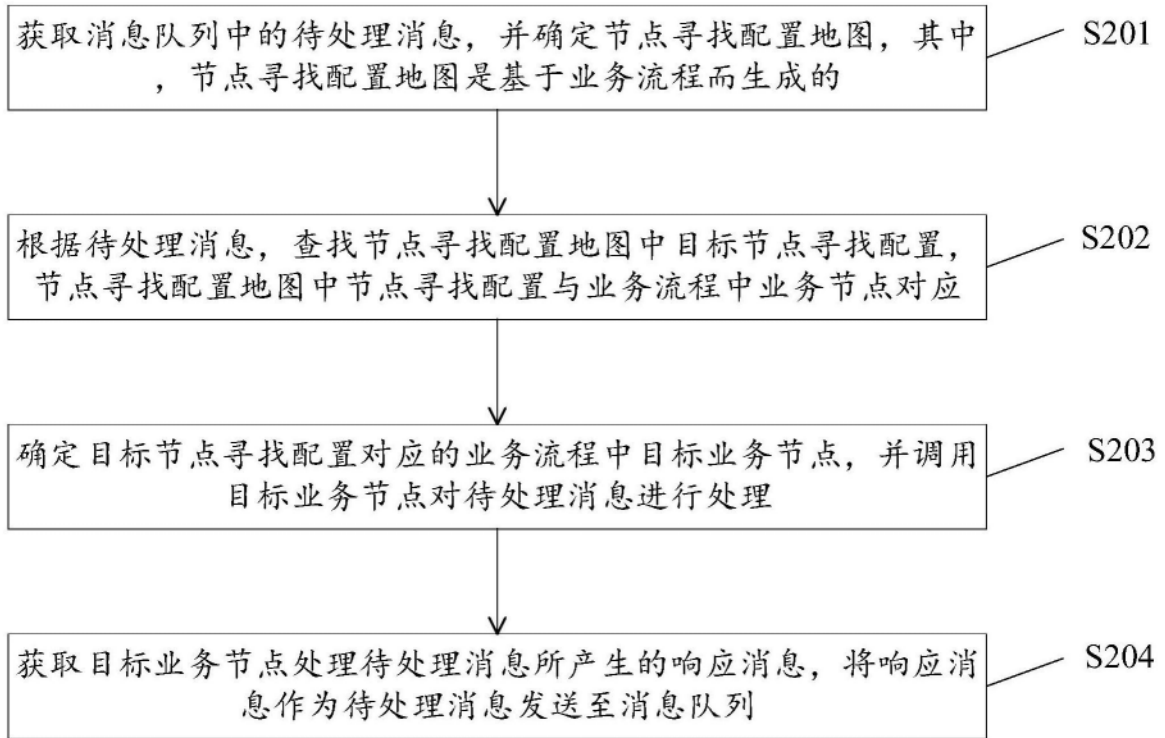 获取消息队列中的待处理消息，并确定节点寻找配置地图，其中
，节点寻找配置地图是基于业务流程而生成的
S201
根据待处理消息，查找节点寻找配置地图中目标节点寻找配置，
节点寻找配置地图中节点寻找配置与业务流程中业务节点对应
S202
确定目标节点寻找配置对应的业务流程中目标业务节点，并调用
目标业务节点对待处理消息进行处理
S203
获取目标业务节点处理待处理消息所产生的响应消息，将响应消
息作为待处理消息发送至消息队列
S204